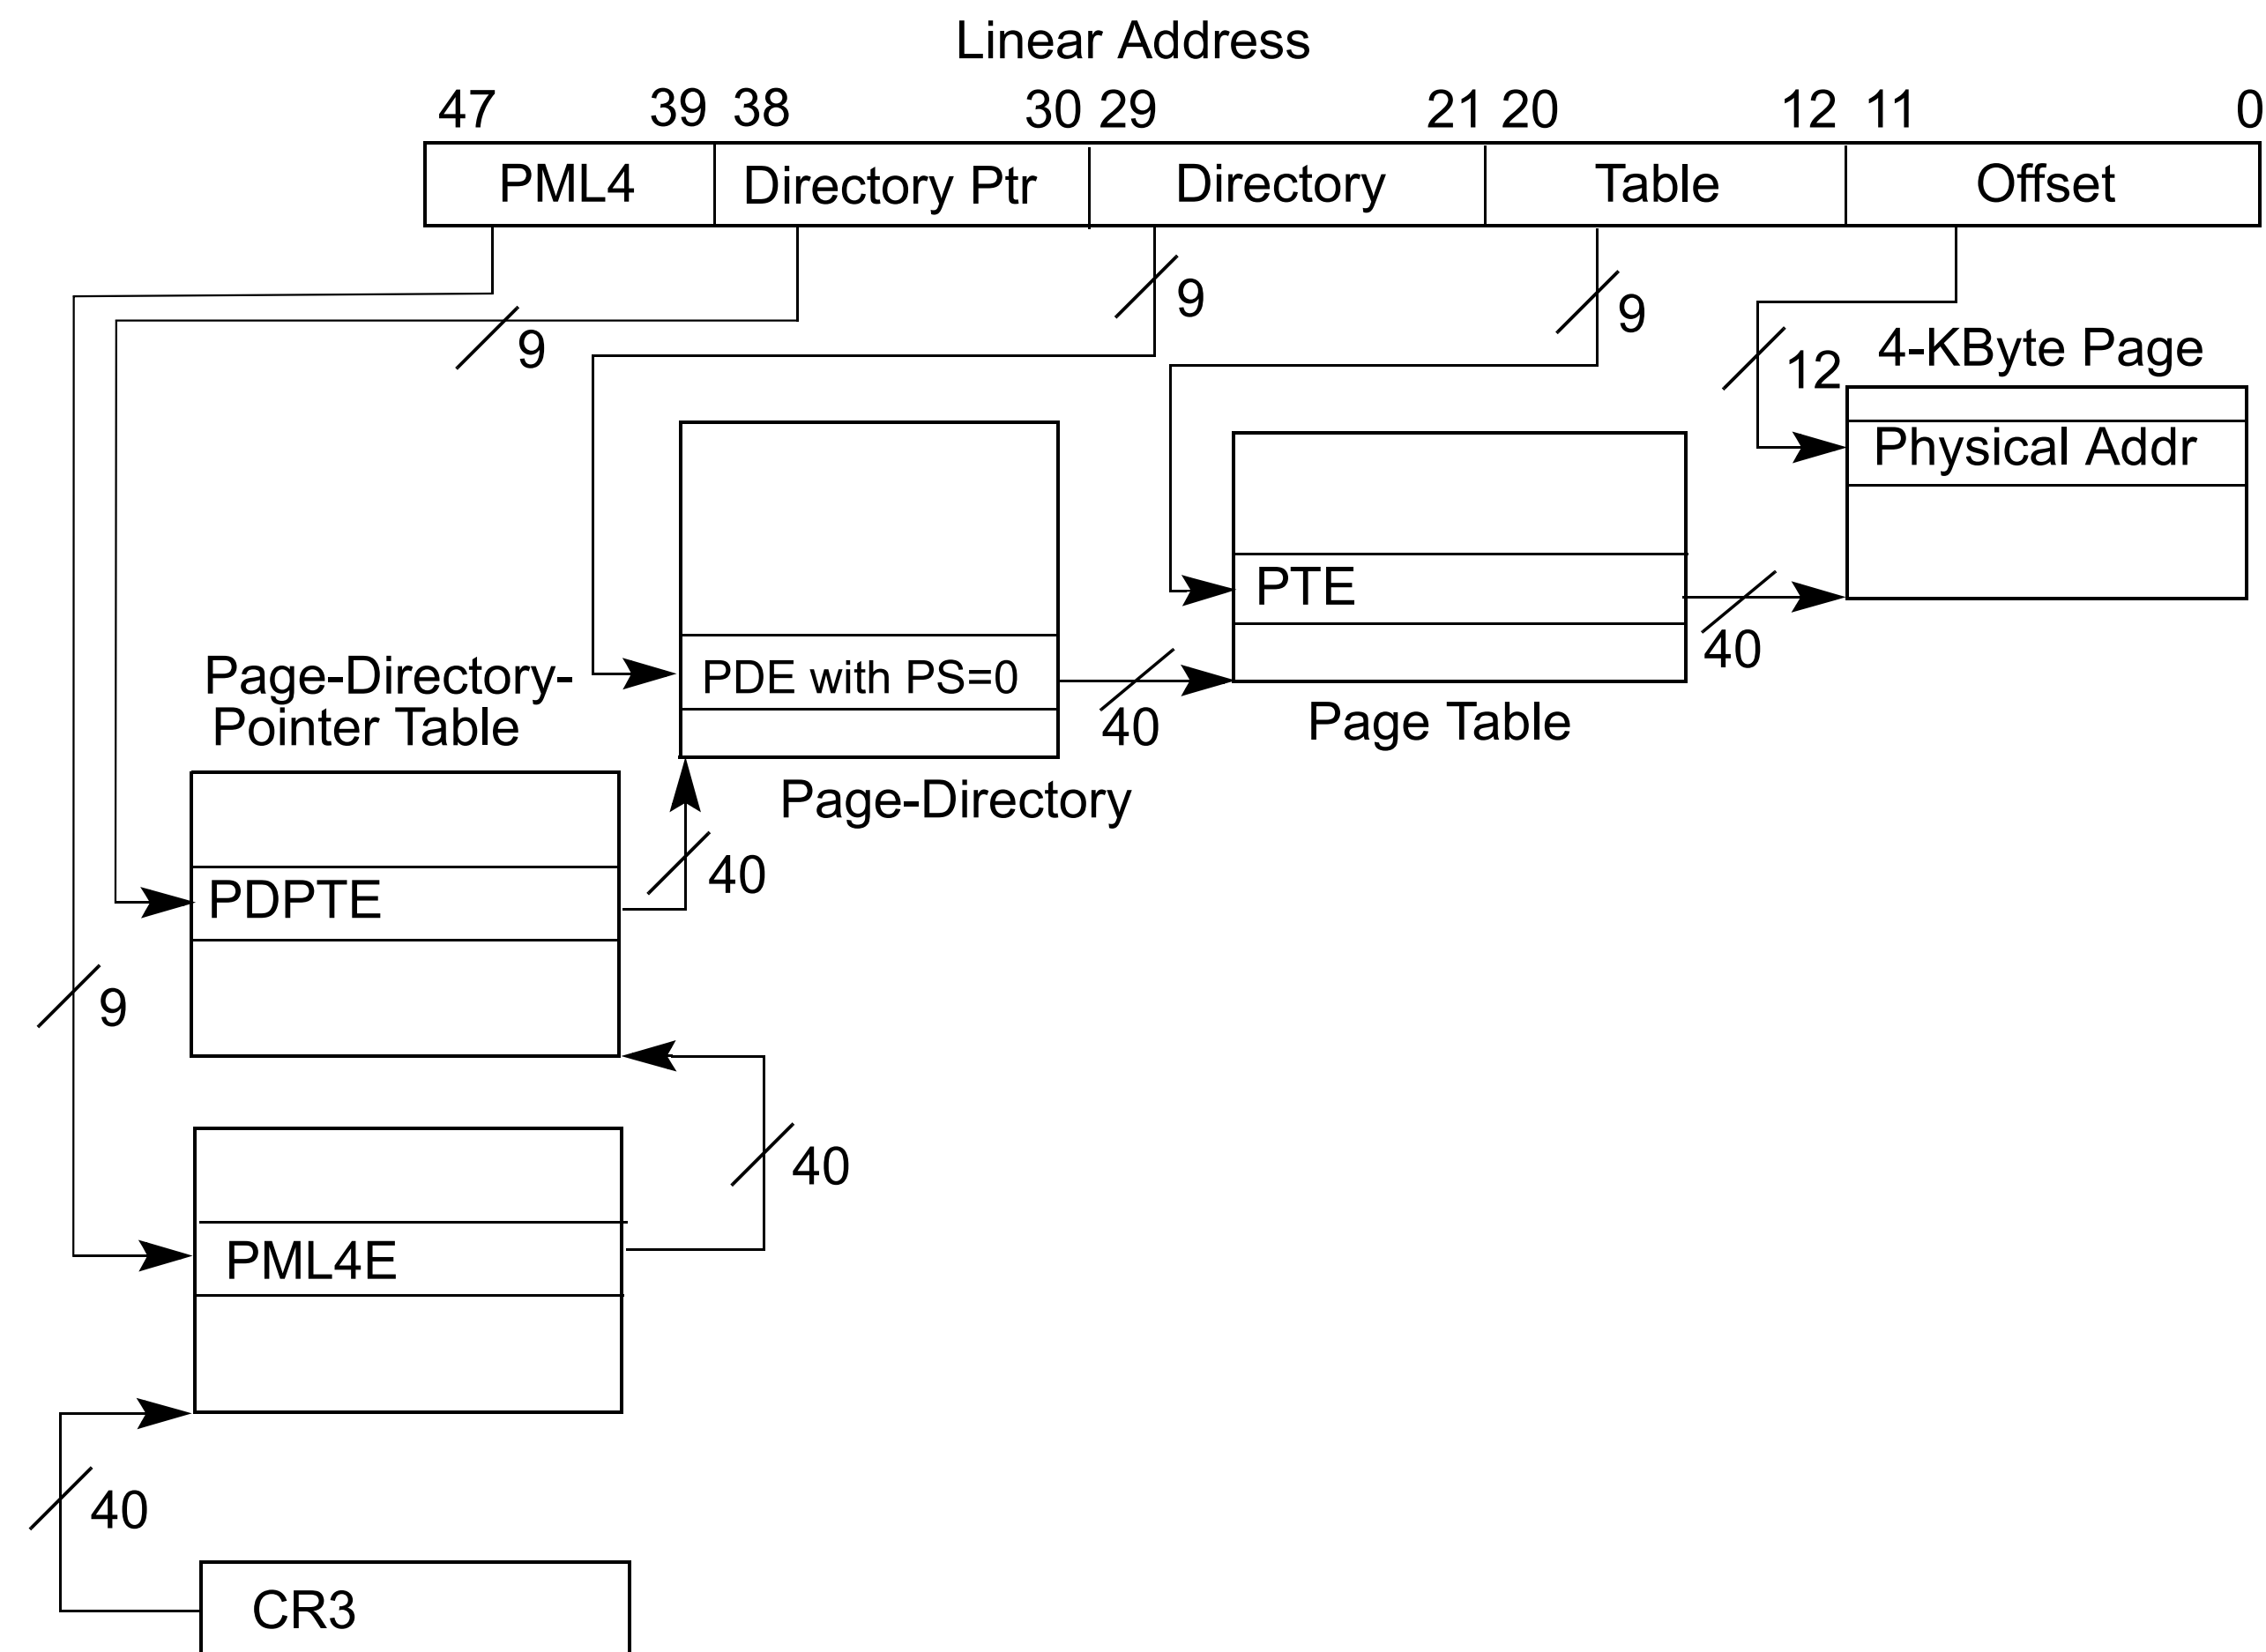 Linear Address
47 39 38 30 29 21 20 12 11 0
PML4 Directory Ptr Directory Table Offset
9
9
9
12
4-KByte Page
Physical Addr
PTE
40
PDE with PS=0
40
Page Table
Page-Directory-
Pointer Table
Page-Directory
40
PDPTE
9
40
PML4E
40
CR3